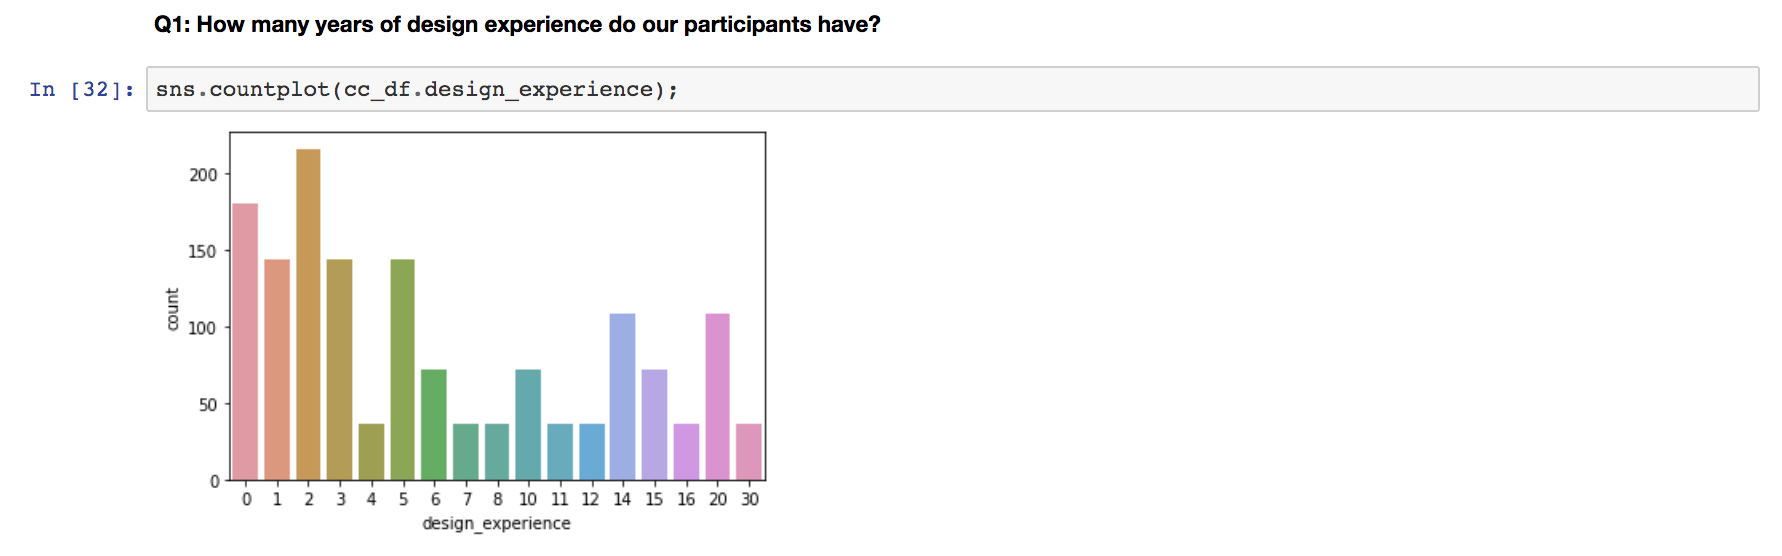 Q1: How many years of design experience do our participants have?
In [32]: sns.countplot(cc_df.design_experience);
200
150
100
50
0
count
0 1 2 3 4 5 6 7 8 10 11 12 14 15 16 20 30
design_experience